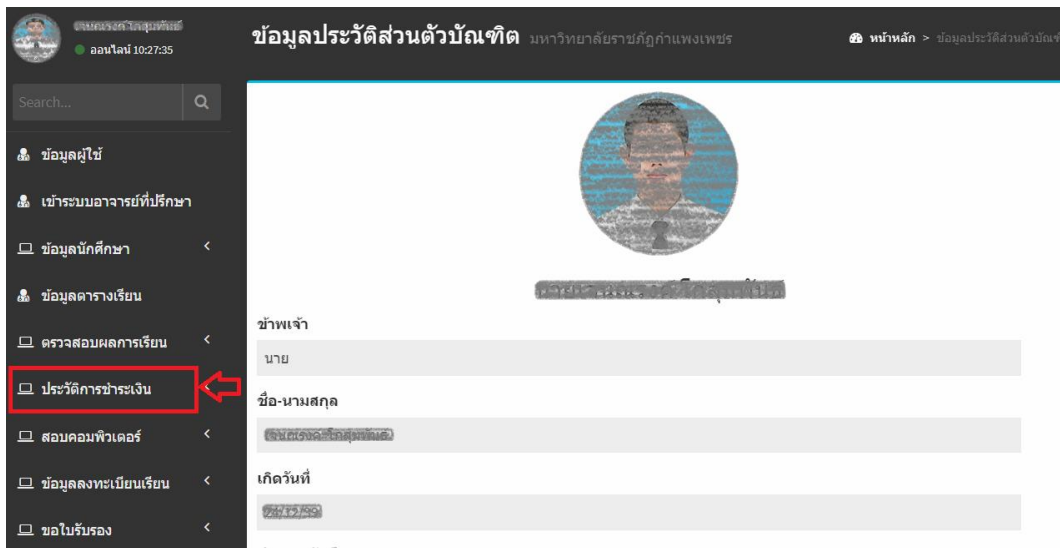 ออนไลน์ 10:27:35
ข้อมูลประวัติส่วนตัวบัณฑิต มหาวิทยาลัยราชภัฏกำแพงเพชร
หน้าหลัก > ข้อมูลประวัติส่วนตัวบัณฑิ
Search...
ข้อมูลผู้ใช้
เข้าระบบอาจารย์ที่ปรึกษา
ข้อมูลนักศึกษา
ข้อมูลตารางเรียน
ตรวจสอบผลการเรียน
ประวัติการชำระเงิน
สอบคอมพิวเตอร์
ข้อมูลลงทะเบียนเรียน
ขอใบรับรอง
ข้าพเจ้า
นาย
ชื่อ-นามสกุล
เกิดวันที่